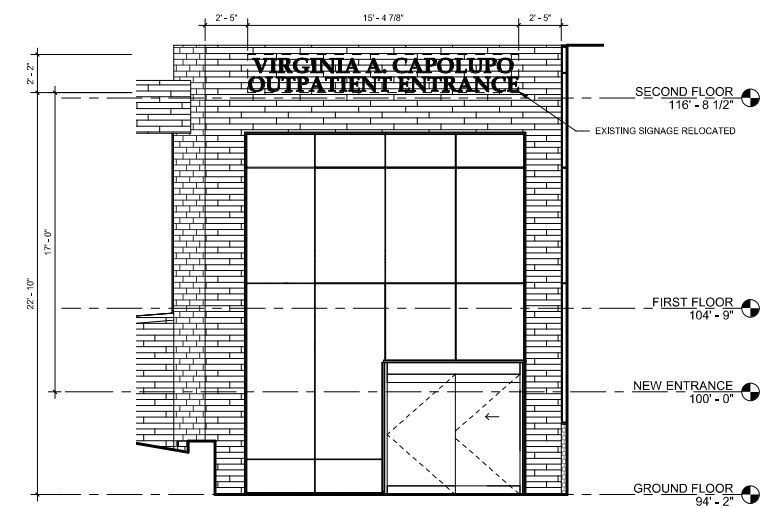 2' - 5"
15' - 4 7/8"
2' - 5"
2' - 2"
VIRGINIA A. CAPOLUPO
OUTPATIENT ENTRANCE
SECOND FLOOR
116' - 8 1/2"
EXISTING SIGNAGE RELOCATED
17' - 0"
22' - 10"
FIRST FLOOR
104' - 9"
NEW ENTRANCE
100' - 0"
GROUND FLOOR
94' - 2"